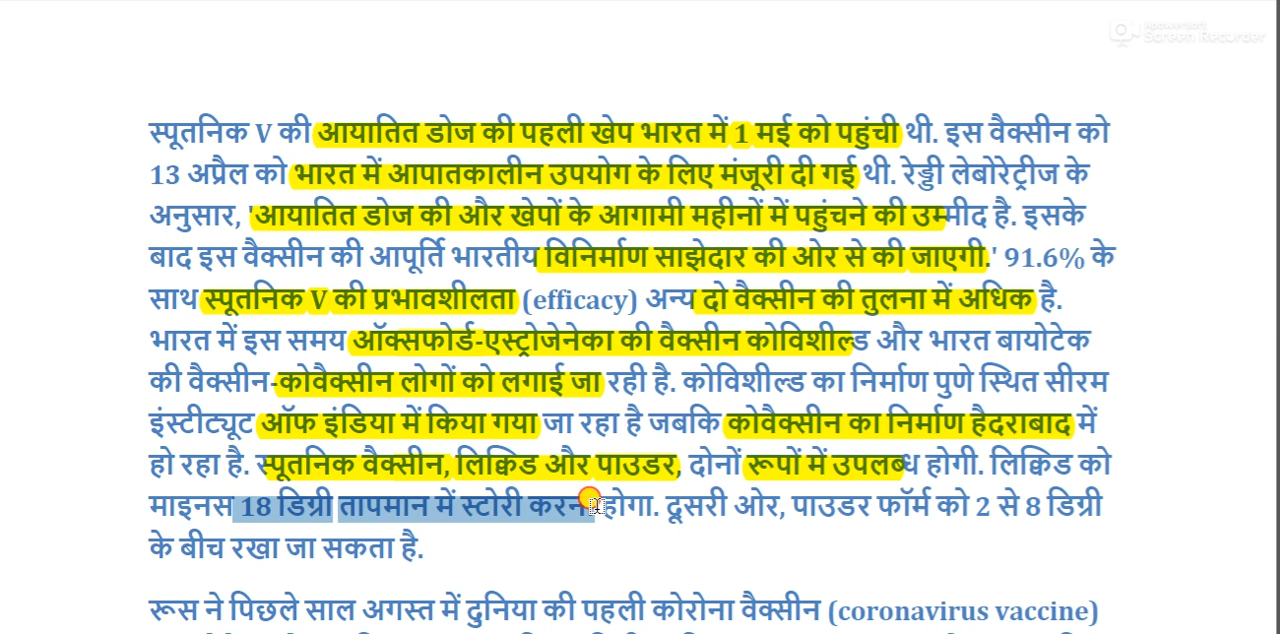 Apowersoft
Screen Recorder
स्पूतनिक V की आयातित डोज की पहली खेप भारत में 1 मई को पहुंची थी. इस वैक्सीन को
13 अप्रैल को भारत में आपातकालीन उपयोग के लिए मंजूरी दी गई थी. रेड्डी लेबोरेट्रीज के
अनुसार, 'आयातित डोज की और खेपों के आगामी महीनों में पहुंचने की उम्मीद है. इसके
बाद इस वैक्सीन की आपूर्ति भारतीय विनिर्माण साझेदार की ओर से की जाएगी.' 91.6% के
साथ स्पूतनिक V की प्रभावशीलता (efficacy) अन्य दो वैक्सीन की तुलना में अधिक है.
भारत में इस समय ऑक्सफोर्ड-एस्ट्रोजेनेका की वैक्सीन कोविशील्ड और भारत बायोटेक
की वैक्सीन-कोवैक्सीन लोगों को लगाई जा रही है. कोविशील्ड का निर्माण पुणे स्थित सीरम
इंस्टीट्यूट ऑफ इंडिया में किया गया जा रहा है जबकि कोवैक्सीन का निर्माण हैदराबाद में
हो रहा है. स्पूतनिक वैक्सीन, लिक्विड और पाउडर, दोनों रूपों में उपलब्ध होगी. लिक्विड को
माइनस 18 डिग्री तापमान में स्टोरी करना होगा. दूसरी ओर, पाउडर फॉर्म को 2 से 8 डिग्री
के बीच रखा जा सकता है.
रूस ने पिछले साल अगस्त में दुनिया की पहली कोरोना वैक्सीन (coronavirus vaccine)